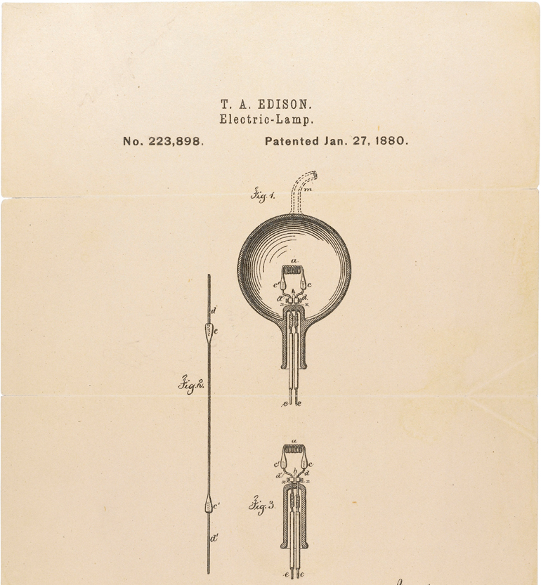 T. A. EDISON.
Electric-Lamp.
No. 223,898. Patented Jan. 27, 1880.
Fig. 1.
m
a
c c
d d
x
e e
d
c
Fig. 2.
c'
d'
a
c c
d d
x x
Fig. 3
e e